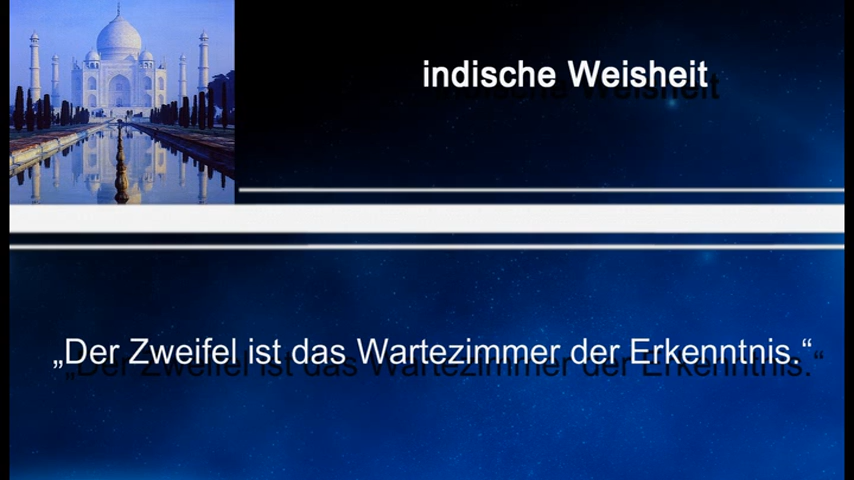 indische Weisheit
„Der Zweifel ist das Wartezimmer der Erkenntnis.“